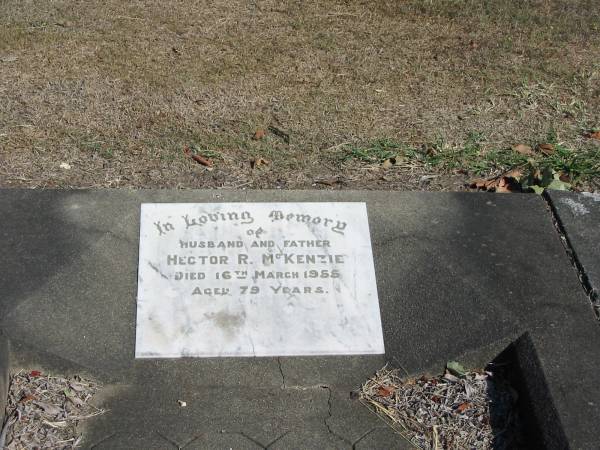 In Loving Memory
of
HUSBAND AND FATHER
HECTOR R. McKENZIE
DIED 16TH MARCH 1955
AGED 79 YEARS.